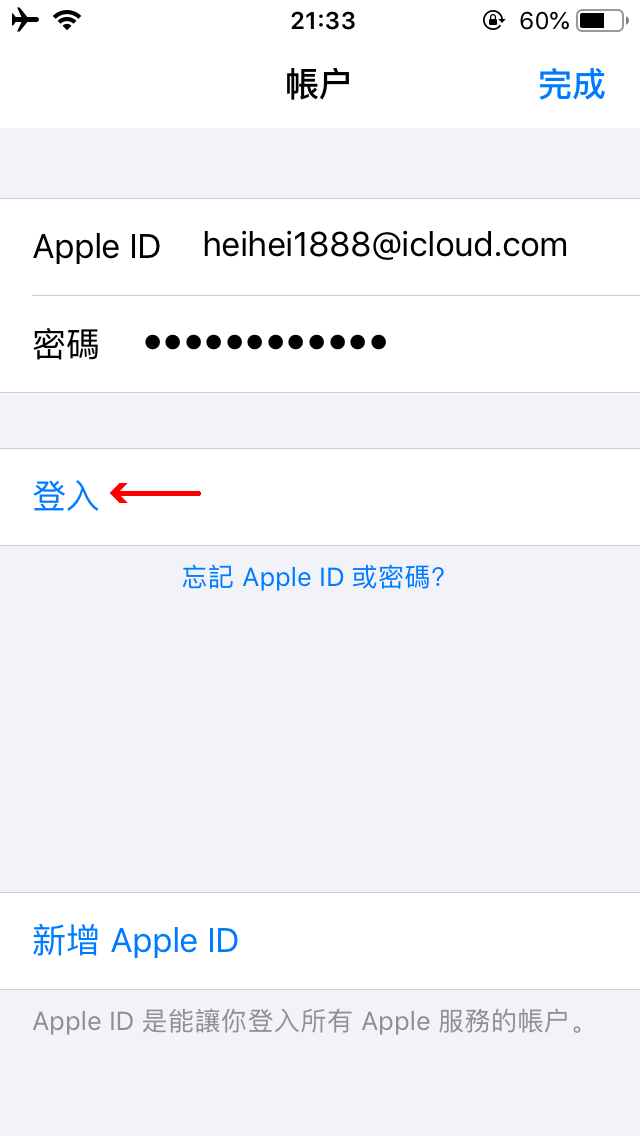 21:33
60%
帳户
完成
Apple ID heihei1888@icloud.com
密碼 ●●●●●●●●●●●●
登入
忘記 Apple ID 或密碼?
新增 Apple ID
Apple ID 是能讓你登入所有 Apple 服務的帳户。